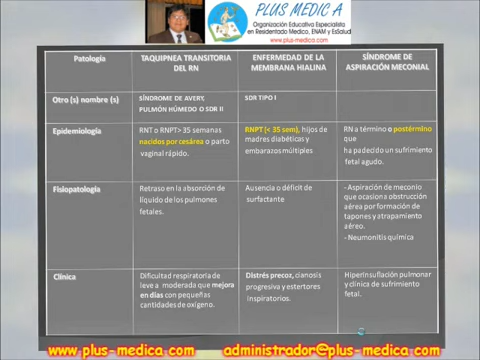 PLUS MEDIC A
Organización Educativa Especialista
en Residentado Medico, ENAM y EsSalud
www.plus-medica.com
Patología
TAQUIPNEA TRANSITORIA
DEL RN
ENFERMEDAD DE LA
MEMBRANA HIALINA
SÍNDROME DE
ASPIRACIÓN MECONIAL
Otro (s) nombre (s)
SÍNDROME DE AVERY,
PULMÓN HÚMEDO O SDR II
SDR TIPO I
Epidemiología
RNT o RNPT> 35 semanas
nacidos por cesárea o parto
vaginal rápido.
RNPT (< 35 sem), hijos de
madres diabéticas y
embarazos múltiples
RN a término o postérmino
que
ha padecido un sufrimiento
fetal agudo.
Fisiopatología
Retraso en la absorción de
líquido de los pulmones
fetales.
Ausencia o déficit de
surfactante
- Aspiración de meconio
que ocasiona obstrucción
aérea por formación de
tapones y atrapamiento
aéreo.
- Neumonitis química
Clínica
Dificultad respiratoria de
leve a moderada que mejora
en días con pequeñas
cantidades de oxígeno.
Distrés precoz, cianosis
progresiva y estertores
inspiratorios.
Hiperinsuflación pulmonar
y clínica de sufrimiento
fetal.
www.plus-medica.com
administrador@plus-medica.com